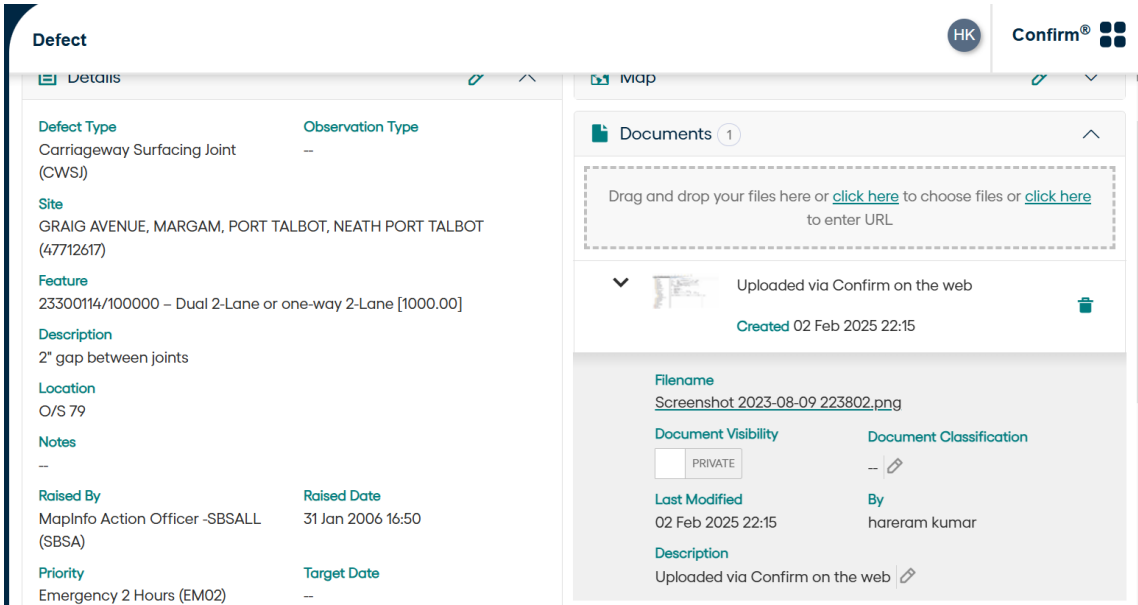 Defect
HK
Confirm®
Details
Map
Defect Type
Observation Type
Carriageway Surfacing Joint
(CWSJ)
--
Site
GRAIG AVENUE, MARGAM, PORT TALBOT, NEATH PORT TALBOT
(47712617)
Feature
23300114/100000 – Dual 2-Lane or one-way 2-Lane [1000.00]
Description
2" gap between joints
Location
O/S 79
Notes
--
Raised By
Raised Date
MapInfo Action Officer -SBSALL
(SBSA)
31 Jan 2006 16:50
Priority
Target Date
Emergency 2 Hours (EM02)
--
Documents 1
Drag and drop your files here or click here to choose files or click here
to enter URL
Uploaded via Confirm on the web
Created 02 Feb 2025 22:15
Filename
Screenshot 2023-08-09 223802.png
Document Visibility
Document Classification
PRIVATE
--
Last Modified
By
02 Feb 2025 22:15
hareram kumar
Description
Uploaded via Confirm on the web